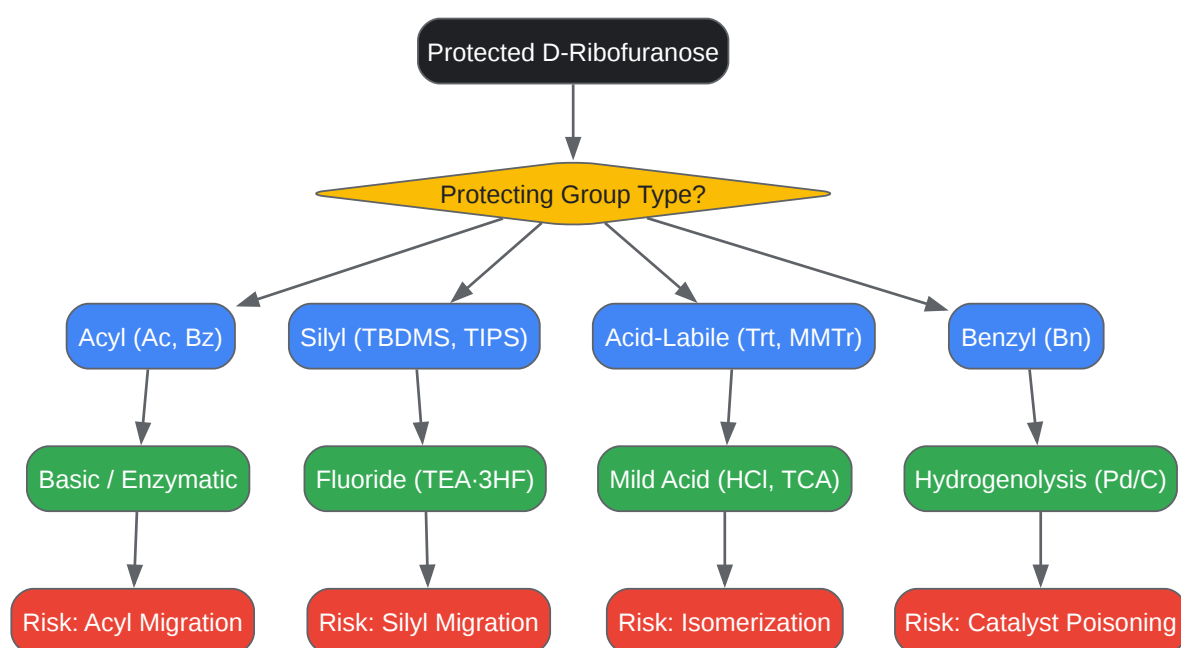 Protected D-Ribofuranose
Protecting Group Type?
Acyl (Ac, Bz)
Silyl (TBDMS, TIPS)
Acid-Labile (Trt, MMTr)
Benzyl (Bn)
Basic / Enzymatic
Fluoride (TEA·3HF)
Mild Acid (HCl, TCA)
Hydrogenolysis (Pd/C)
Risk: Acyl Migration
Risk: Silyl Migration
Risk: Isomerization
Risk: Catalyst Poisoning